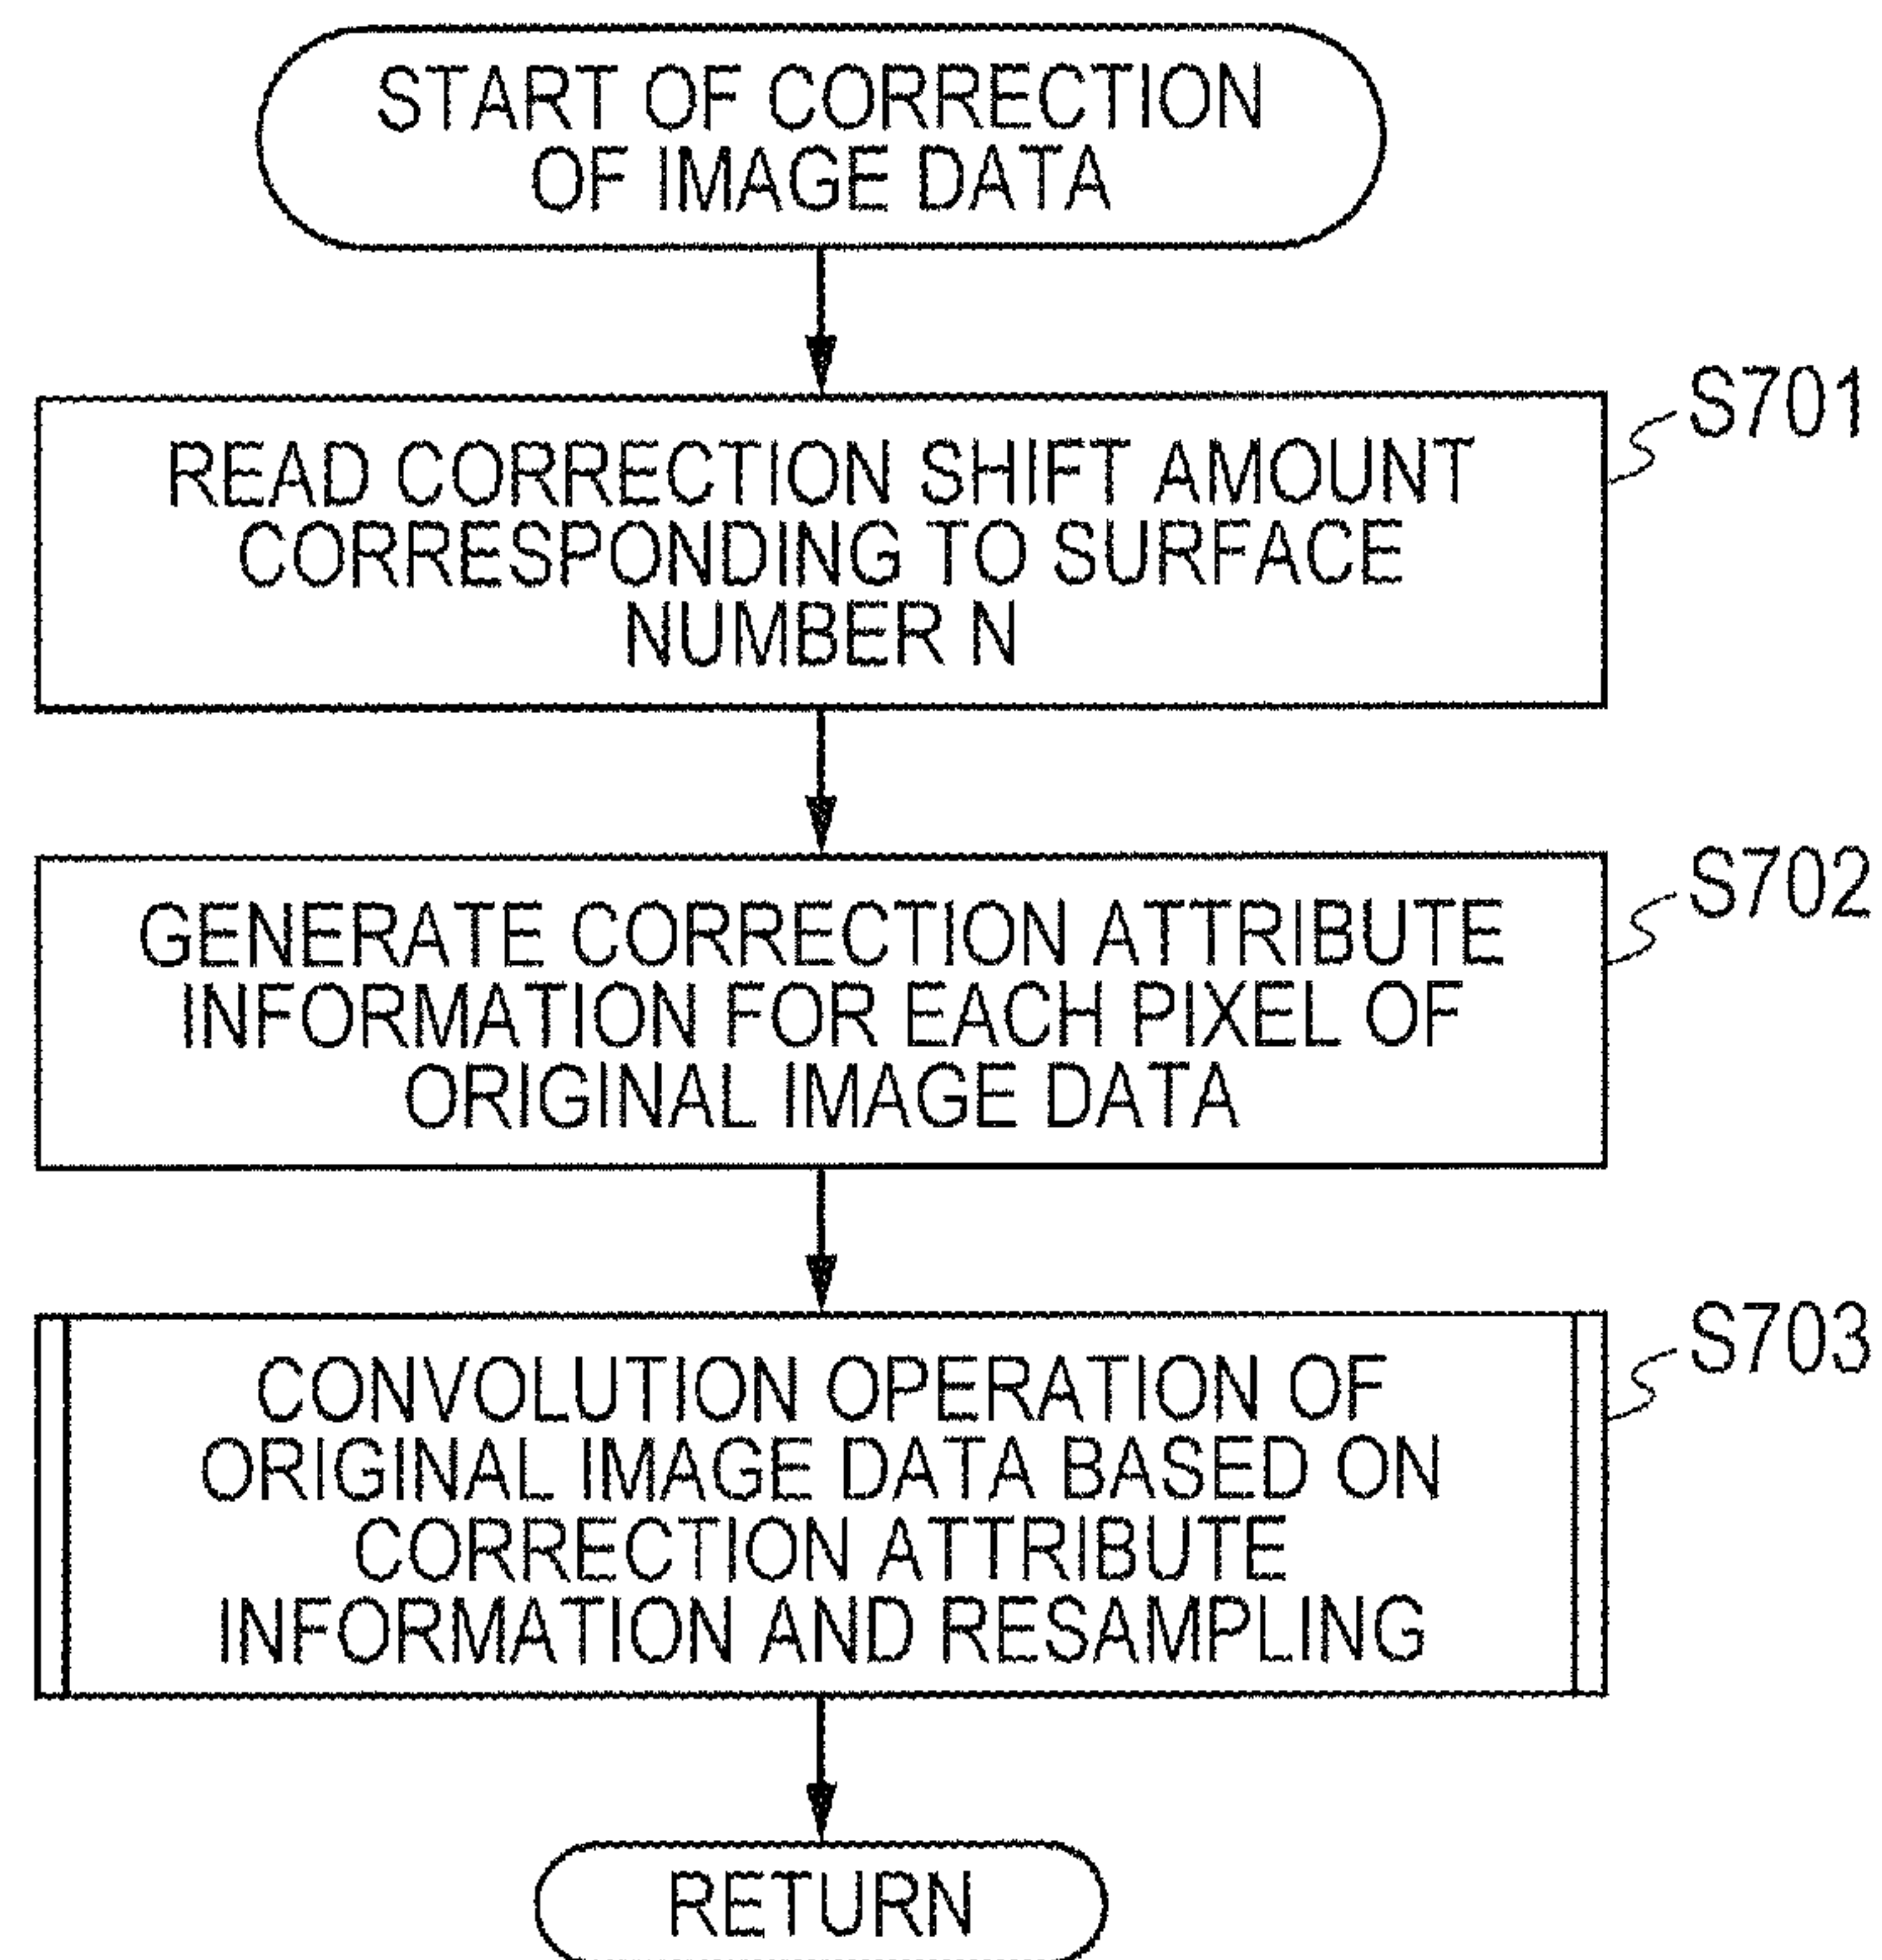 START OF CORRECTION
OF IMAGE DATA
S701
READ CORRECTION SHIFT AMOUNT
CORRESPONDING TO SURFACE
NUMBER N
S702
GENERATE CORRECTION ATTRIBUTE
INFORMATION FOR EACH PIXEL OF
ORIGINAL IMAGE DATA
S703
CONVOLUTION OPERATION OF
ORIGINAL IMAGE DATA BASED ON
CORRECTION ATTRIBUTE
INFORMATION AND RESAMPLING
RETURN